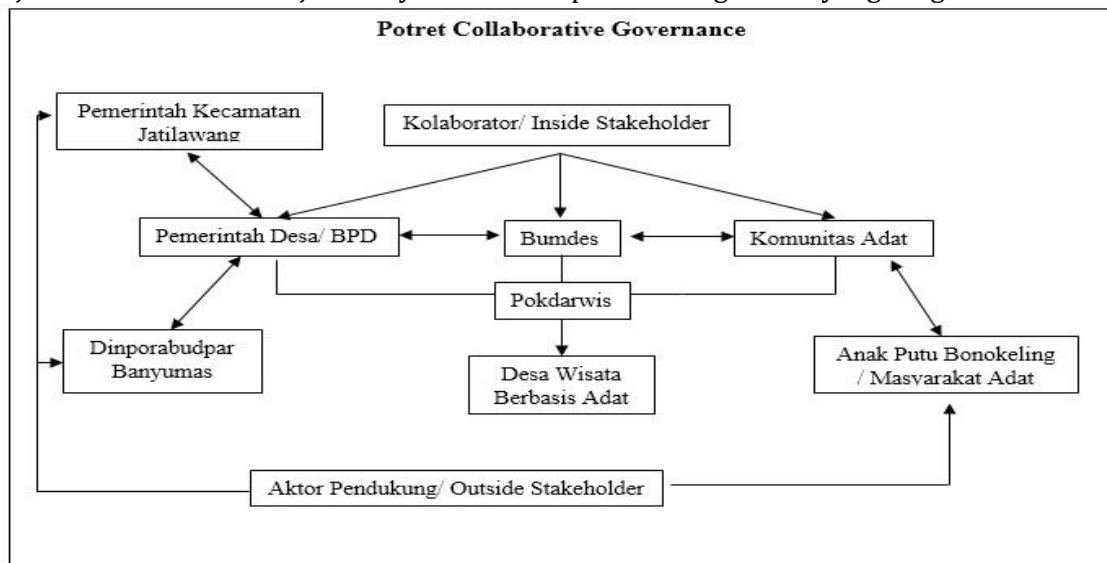 Potret Collaborative Governance
Pemerintah Kecamatan
Jatilawang
Kolaborator/ Inside Stakeholder
Pemerintah Desa/ BPD
Bumdes
Komunitas Adat
Pokdarwis
Dinporabudpar
Banyumas
Desa Wisata
Berbasis Adat
Anak Putu Bonokeling
/ Masyarakat Adat
Aktor Pendukung/ Outside Stakeholder